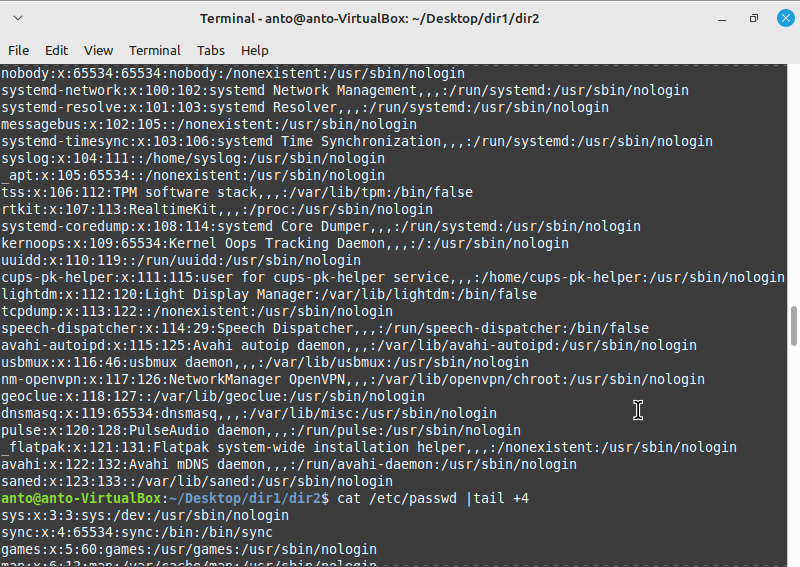 Terminal - anto@anto-VirtualBox: ~/Desktop/dir1/dir2
File Edit View Terminal Tabs Help
nobody:x:65534:65534:nobody:/nonexistent:/usr/sbin/nologin
systemd-network:x:100:102:systemd Network Management,,,:/run/systemd:/usr/sbin/nologin
systemd-resolve:x:101:103:systemd Resolver,,,:/run/systemd:/usr/sbin/nologin
messagebus:x:102:105::/nonexistent:/usr/sbin/nologin
systemd-timesync:x:103:106:systemd Time Synchronization,,,:/run/systemd:/usr/sbin/nologin
syslog:x:104:111::/home/syslog:/usr/sbin/nologin
_apt:x:105:65534::/nonexistent:/usr/sbin/nologin
tss:x:106:112:TPM software stack,,,:/var/lib/tpm:/bin/false
rtkit:x:107:113:RealtimeKit,,,:/proc:/usr/sbin/nologin
systemd-coredump:x:108:114:systemd Core Dumper,,,:/run/systemd:/usr/sbin/nologin
kernoops:x:109:65534:Kernel Oops Tracking Daemon,,,:/:/usr/sbin/nologin
uuidd:x:110:119::/run/uuidd:/usr/sbin/nologin
cups-pk-helper:x:111:115:user for cups-pk-helper service,,,:/home/cups-pk-helper:/usr/sbin/nologin
lightdm:x:112:120:Light Display Manager:/var/lib/lightdm:/bin/false
tcpdump:x:113:122::/nonexistent:/usr/sbin/nologin
speech-dispatcher:x:114:29:Speech Dispatcher,,,:/run/speech-dispatcher:/bin/false
avahi-autoipd:x:115:125:Avahi autoip daemon,,,:/var/lib/avahi-autoipd:/usr/sbin/nologin
usbmux:x:116:46:usbmux daemon,,,:/var/lib/usbmux:/usr/sbin/nologin
nm-openvpn:x:117:126:NetworkManager OpenVPN,,,:/var/lib/openvpn/chroot:/usr/sbin/nologin
geoclue:x:118:127::/var/lib/geoclue:/usr/sbin/nologin
dnsmasq:x:119:65534:dnsmasq,,,:/var/lib/misc:/usr/sbin/nologin
pulse:x:120:128:PulseAudio daemon,,,:/run/pulse:/usr/sbin/nologin
_flatpak:x:121:131:Flatpak system-wide installation helper,,,:/nonexistent:/usr/sbin/nologin
avahi:x:122:132:Avahi mDNS daemon,,,:/run/avahi-daemon:/usr/sbin/nologin
saned:x:123:133::/var/lib/saned:/usr/sbin/nologin
anto@anto-VirtualBox:~/Desktop/dir1/dir2$ cat /etc/passwd |tail +4
sys:x:3:3:sys:/dev:/usr/sbin/nologin
sync:x:4:65534:sync:/bin:/bin/sync
games:x:5:60:games:/usr/games:/usr/sbin/nologin
man:x:6:12:man:/var/cache/man:/usr/sbin/nologin